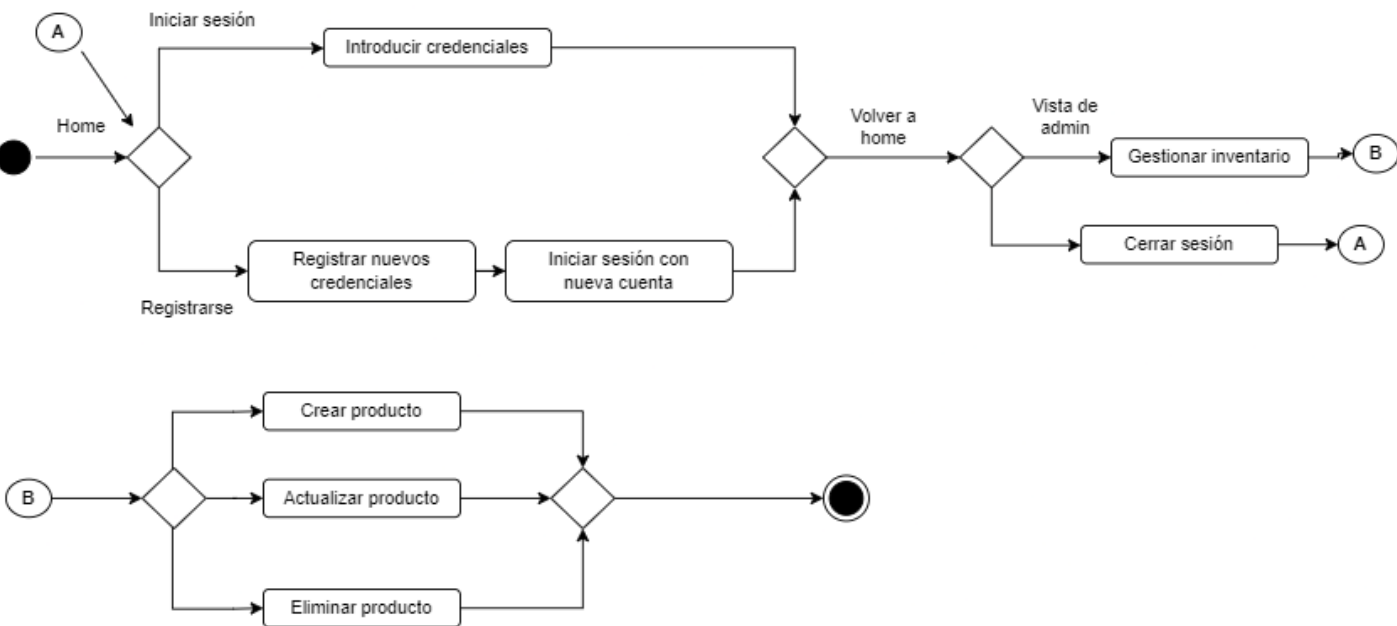 A
Iniciar sesión
Introducir credenciales
Home
Volver a
home
Vista de
admin
Gestionar inventario
B
Registrar nuevos
credenciales
Iniciar sesión con
nueva cuenta
Cerrar sesión
A
Registrarse
Crear producto
B
Actualizar producto
Eliminar producto